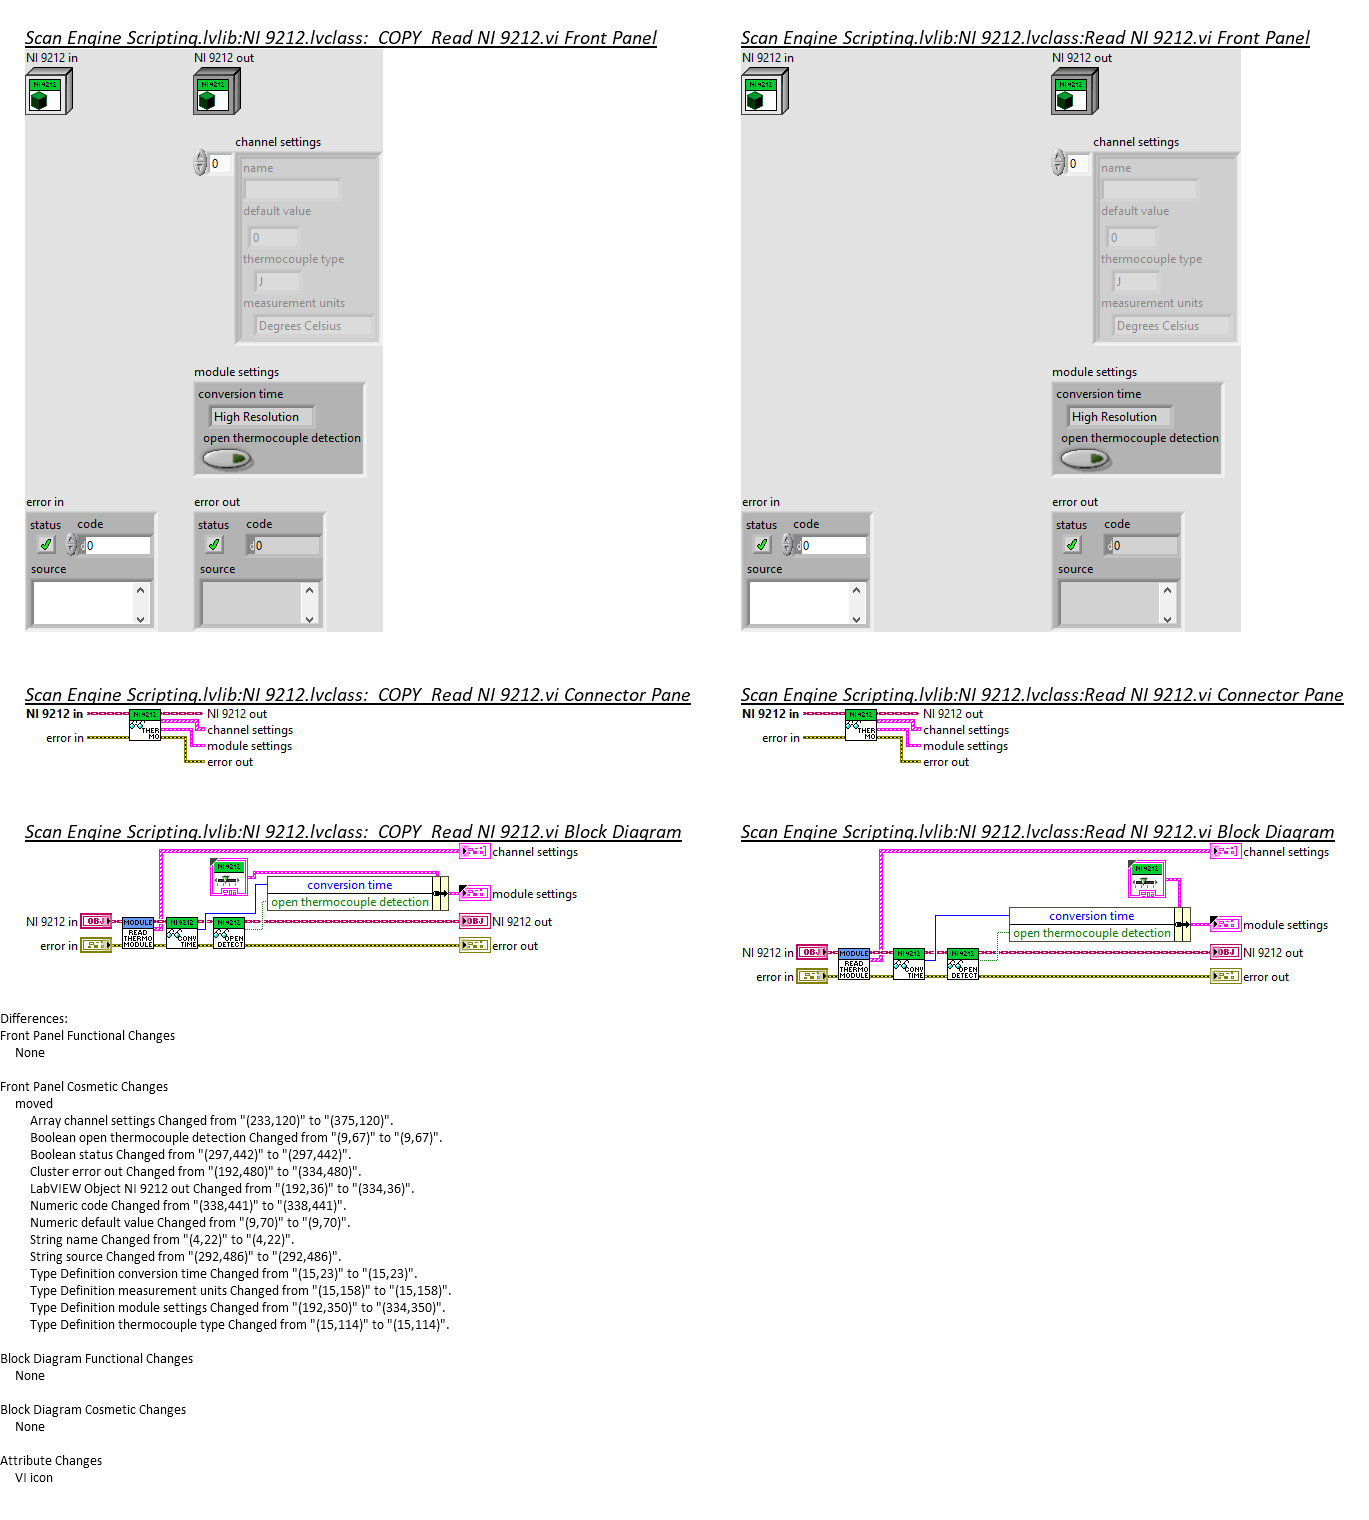 Scan Engine Scripting.lvlib:NI 9212.lvclass:_COPY_Read NI 9212.vi Front Panel
NI 9212 in
NI 9212 out
NI 9212
NI 9212
channel settings
0
name
default value
0
thermocouple type
J
measurement units
Degrees Celsius
module settings
conversion time
High Resolution
open thermocouple detection
error in
error out
status code
status code
0
0
source
source
Scan Engine Scripting.lvlib:NI 9212.lvclass:Read NI 9212.vi Front Panel
NI 9212 in
NI 9212 out
NI 9212
NI 9212
channel settings
0
name
default value
0
thermocouple type
J
measurement units
Degrees Celsius
module settings
conversion time
High Resolution
open thermocouple detection
error in
error out
status code
status code
0
0
source
source
Scan Engine Scripting.lvlib:NI 9212.lvclass:_COPY_Read NI 9212.vi Connector Pane
NI 9212 in
NI 9212
THER
MO
NI 9212 out
channel settings
error in
module settings
error out
Scan Engine Scripting.lvlib:NI 9212.lvclass:Read NI 9212.vi Connector Pane
NI 9212 in
NI 9212
THER
MO
NI 9212 out
channel settings
error in
module settings
error out
Scan Engine Scripting.lvlib:NI 9212.lvclass:_COPY_Read NI 9212.vi Block Diagram
channel settings
NI 9212
conversion time
open thermocouple detection
module settings
NI 9212 in
OBJ
MODULE
READ
THERMO
MODULE
NI 9212
CONV
TIME
NI 9212
OPEN
DETECT
OBJ
NI 9212 out
error in
error out
Scan Engine Scripting.lvlib:NI 9212.lvclass:Read NI 9212.vi Block Diagram
channel settings
NI 9212
conversion time
open thermocouple detection
module settings
NI 9212 in
OBJ
MODULE
READ
THERMO
MODULE
NI 9212
CONV
TIME
NI 9212
OPEN
DETECT
OBJ
NI 9212 out
error in
error out
Differences:
Front Panel Functional Changes
None
Front Panel Cosmetic Changes
moved
Array channel settings Changed from "(233,120)" to "(375,120)".
Boolean open thermocouple detection Changed from "(9,67)" to "(9,67)".
Boolean status Changed from "(297,442)" to "(297,442)".
Cluster error out Changed from "(192,480)" to "(334,480)".
LabVIEW Object NI 9212 out Changed from "(192,36)" to "(334,36)".
Numeric code Changed from "(338,441)" to "(338,441)".
Numeric default value Changed from "(9,70)" to "(9,70)".
String name Changed from "(4,22)" to "(4,22)".
String source Changed from "(292,486)" to "(292,486)".
Type Definition conversion time Changed from "(15,23)" to "(15,23)".
Type Definition measurement units Changed from "(15,158)" to "(15,158)".
Type Definition module settings Changed from "(192,350)" to "(334,350)".
Type Definition thermocouple type Changed from "(15,114)" to "(15,114)".
Block Diagram Functional Changes
None
Block Diagram Cosmetic Changes
None
Attribute Changes
VI icon